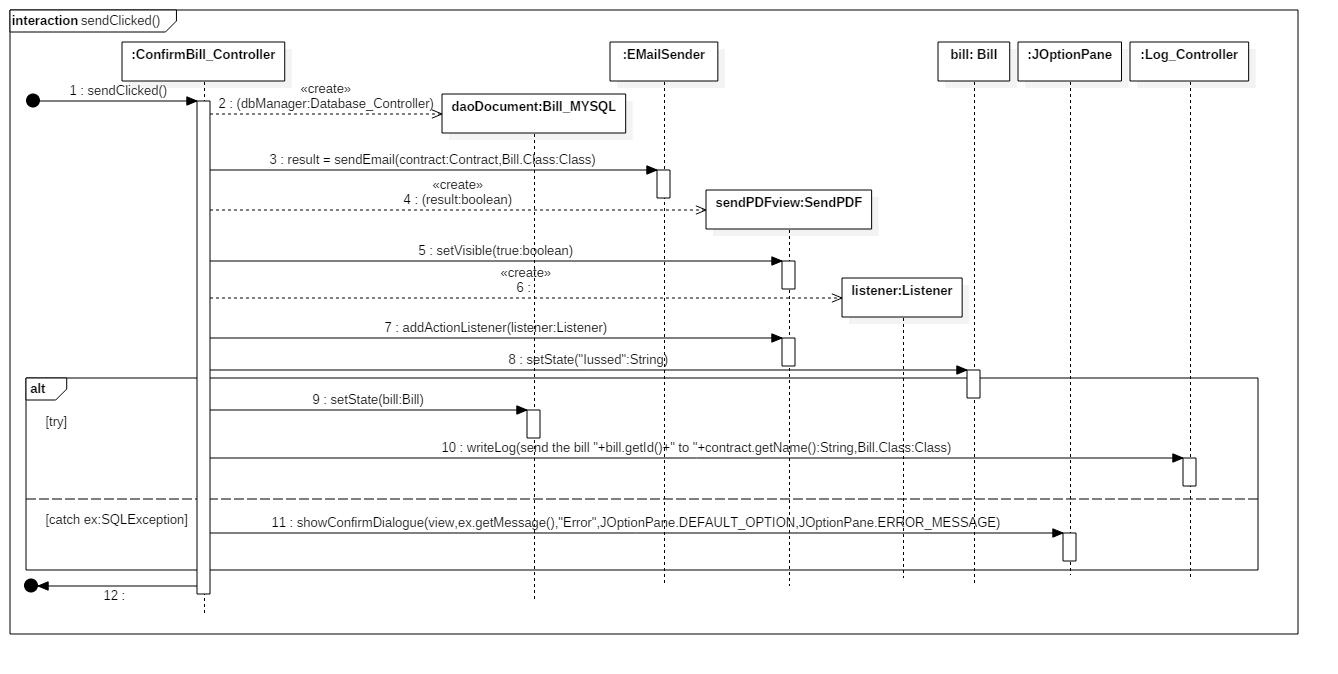 interaction sendClicked()
:ConfirmBill_Controller
:EMailSender
bill: Bill
:JOptionPane
:Log_Controller
1 : sendClicked()
«create»
2 : (dbManager:Database_Controller)
daoDocument:Bill_MYSQL
3 : result = sendEmail(contract:Contract,Bill.Class:Class)
«create»
4 : (result:boolean)
sendPDFview:SendPDF
5 : setVisible(true:boolean)
«create»
6 :
listener:Listener
7 : addActionListener(listener:Listener)
8 : setState("Iussed":String)
alt
9 : setState(bill:Bill)
[try]
10 : writeLog(send the bill "+bill.getId()+" to "+contract.getName():String,Bill.Class:Class)
[catch ex:SQLException]
11 : showConfirmDialogue(view,ex.getMessage(),"Error",JOptionPane.DEFAULT_OPTION,JOptionPane.ERROR_MESSAGE)
12 :